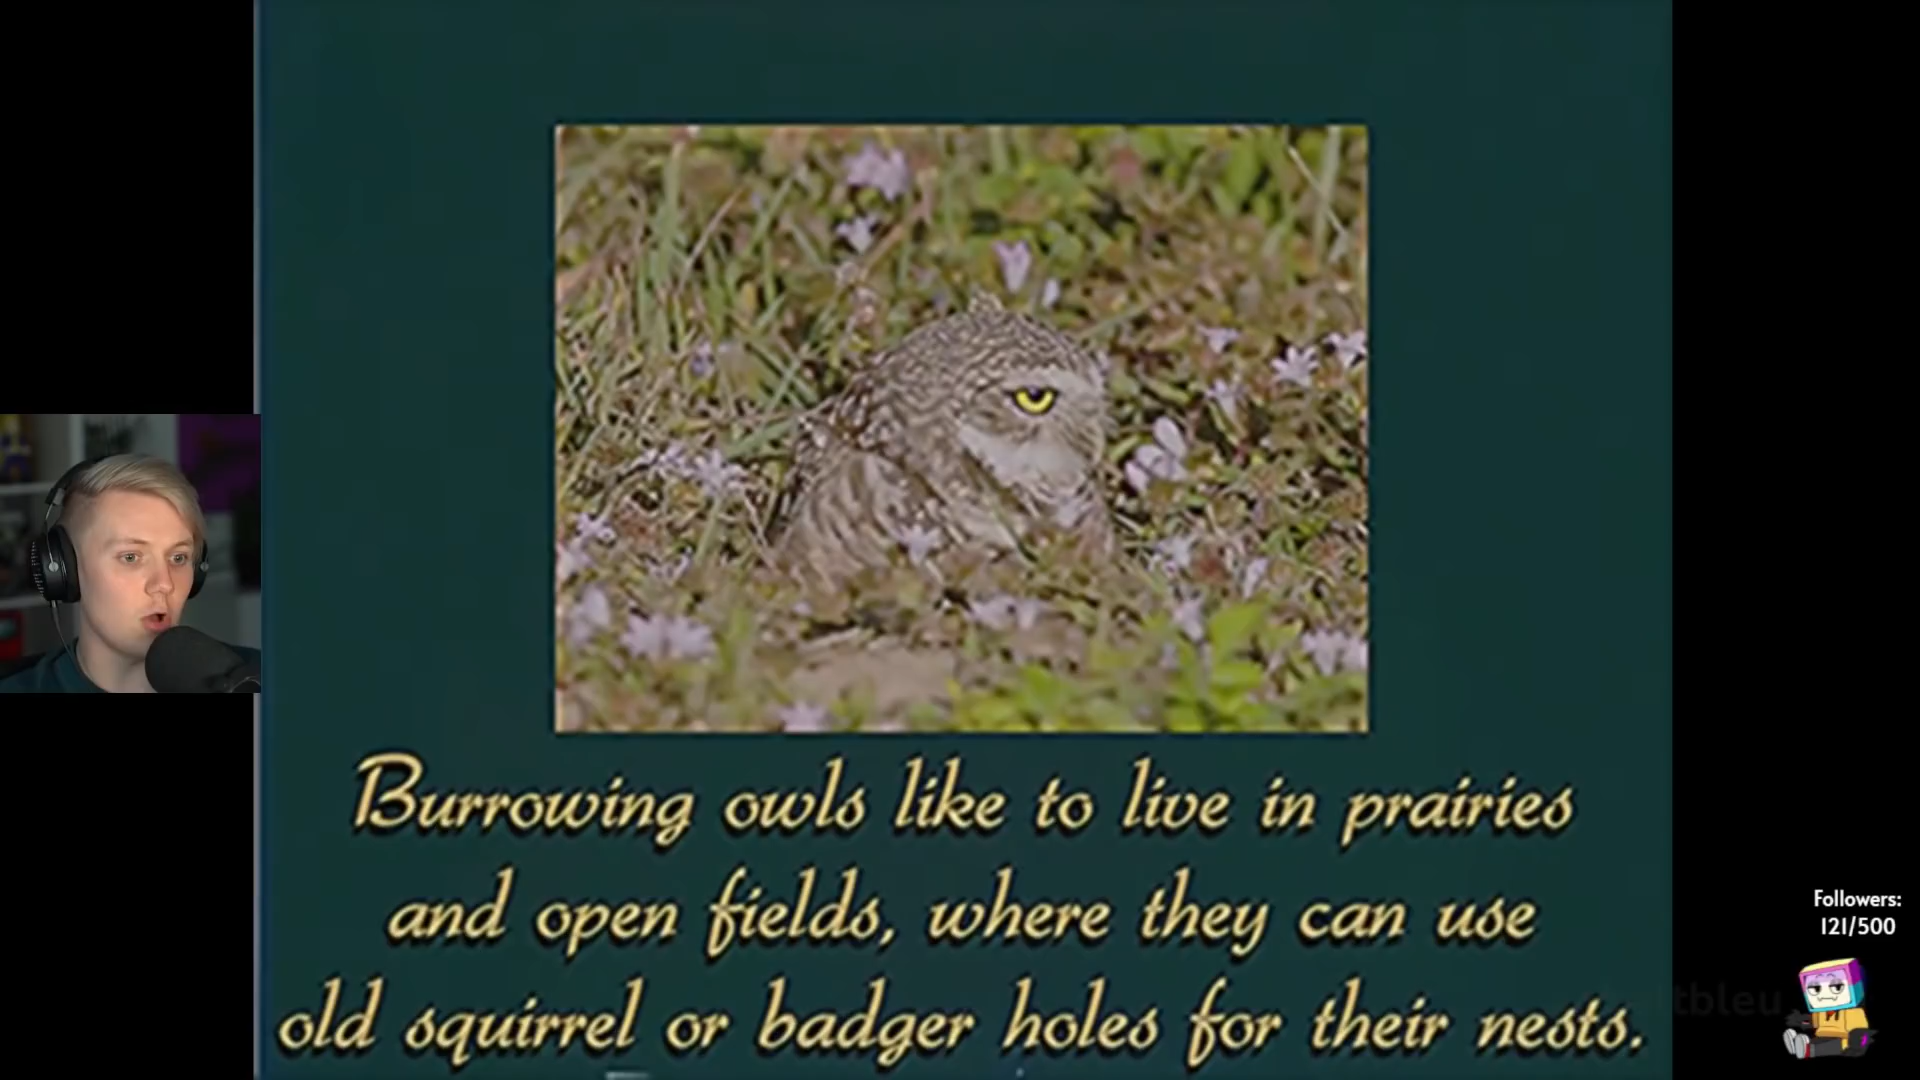 Burrowing owls like to live in prairies
and open fields, where they can use
old squirrel or badger holes for their nests.
Followers:
121/500
tbleu